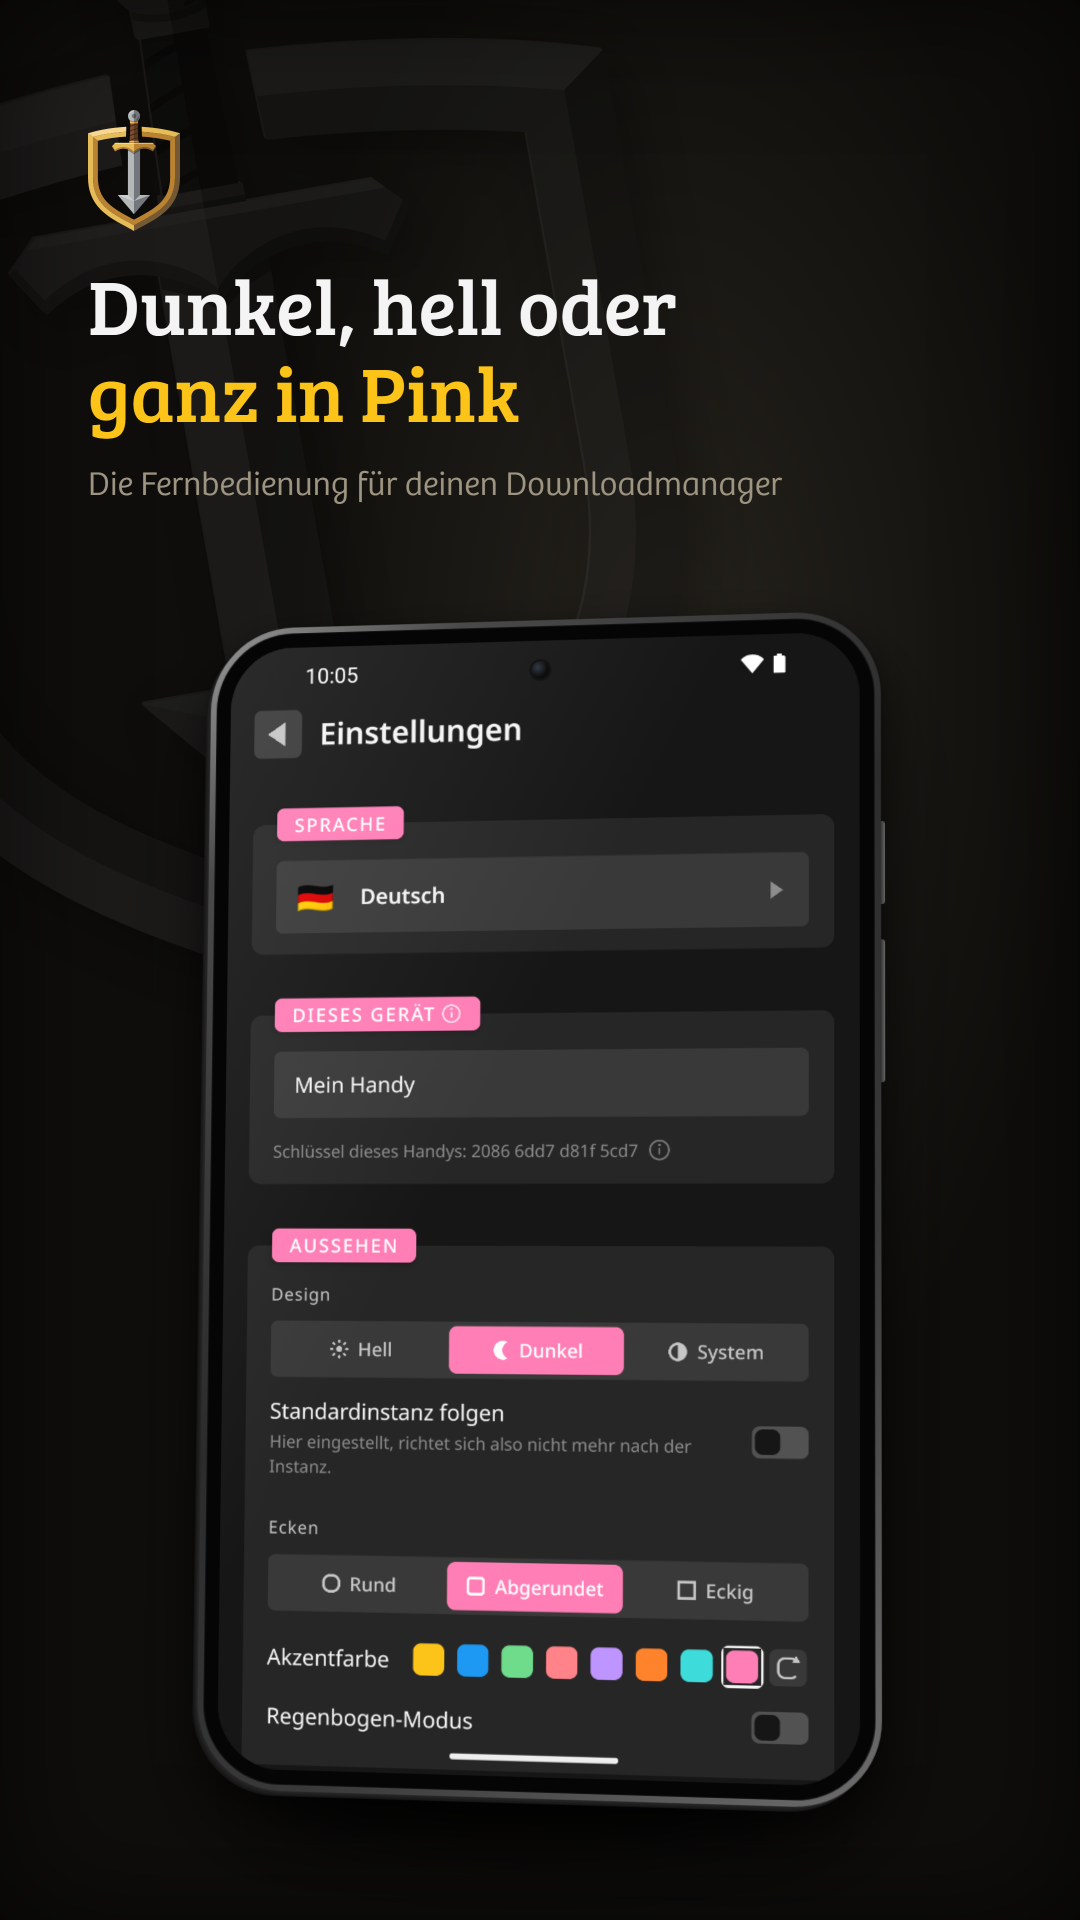 Dunkel, hell oder
ganz in Pink
Die Fernbedienung für deinen Downloadmanager
10:05
Einstellungen
SPRACHE
Deutsch
DIESES GERÄT
Mein Handy
Schlüssel dieses Handys: 2086 6dd7 d81f 5cd7
AUSSEHEN
Design
Hell Dunkel System
Standardinstanz folgen
Hier eingestellt, richtet sich also nicht mehr nach der
Instanz.
Ecken
Rund Abgerundet Eckig
Akzentfarbe
Regenbogen-Modus